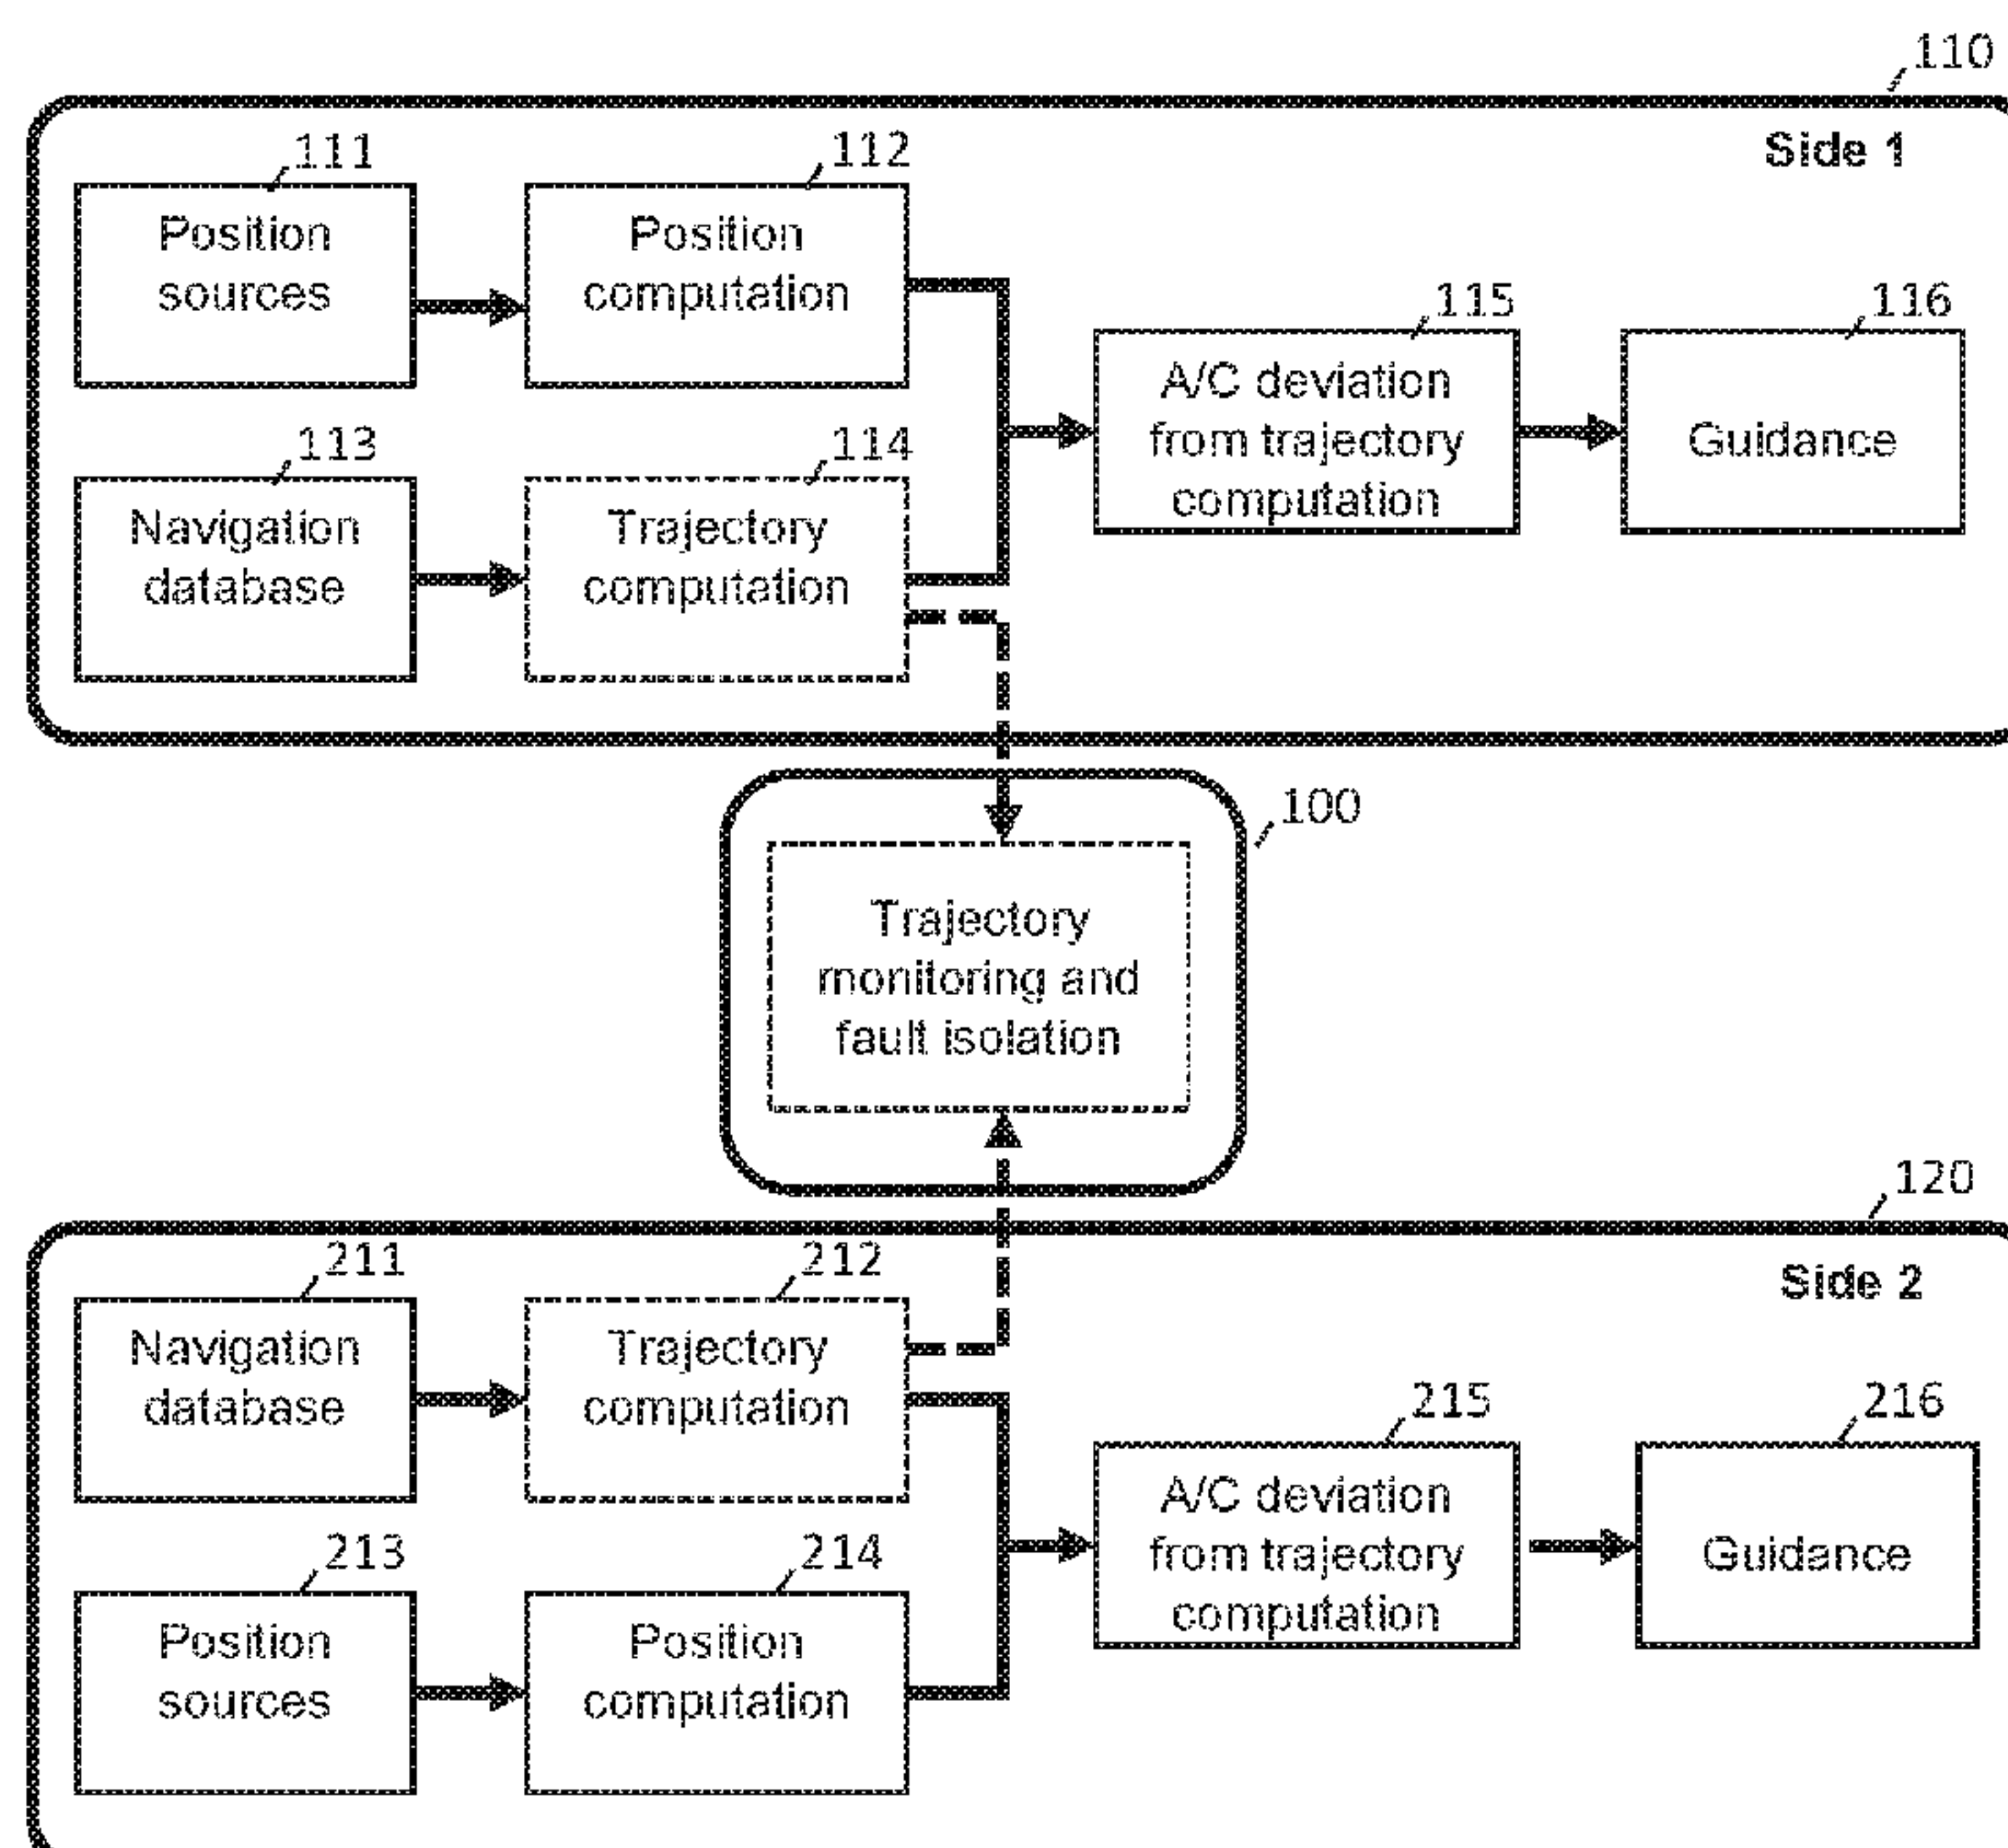 110
Side 1
111
112
Position
sources
Position
computation
115
116
A/C deviation
from trajectory
computation
Guidance
113
114
Navigation
database
Trajectory
computation
100
Trajectory
monitoring and
fault isolation
120
Side 2
211
212
Navigation
database
Trajectory
computation
215
216
A/C deviation
from trajectory
computation
Guidance
213
214
Position
sources
Position
computation